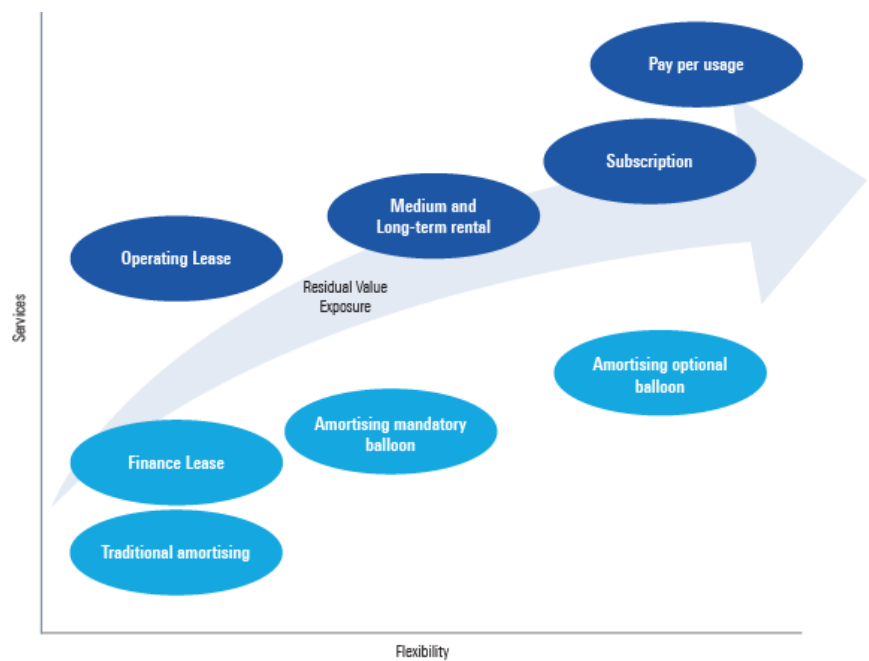 Pay per usage
Subscription
Medium and
Long-term rental
Operating Lease
Residual Value
Exposure
Services
Amortising optional
balloon
Amortising mandatory
balloon
Finance Lease
Traditional amortising
Flexibility